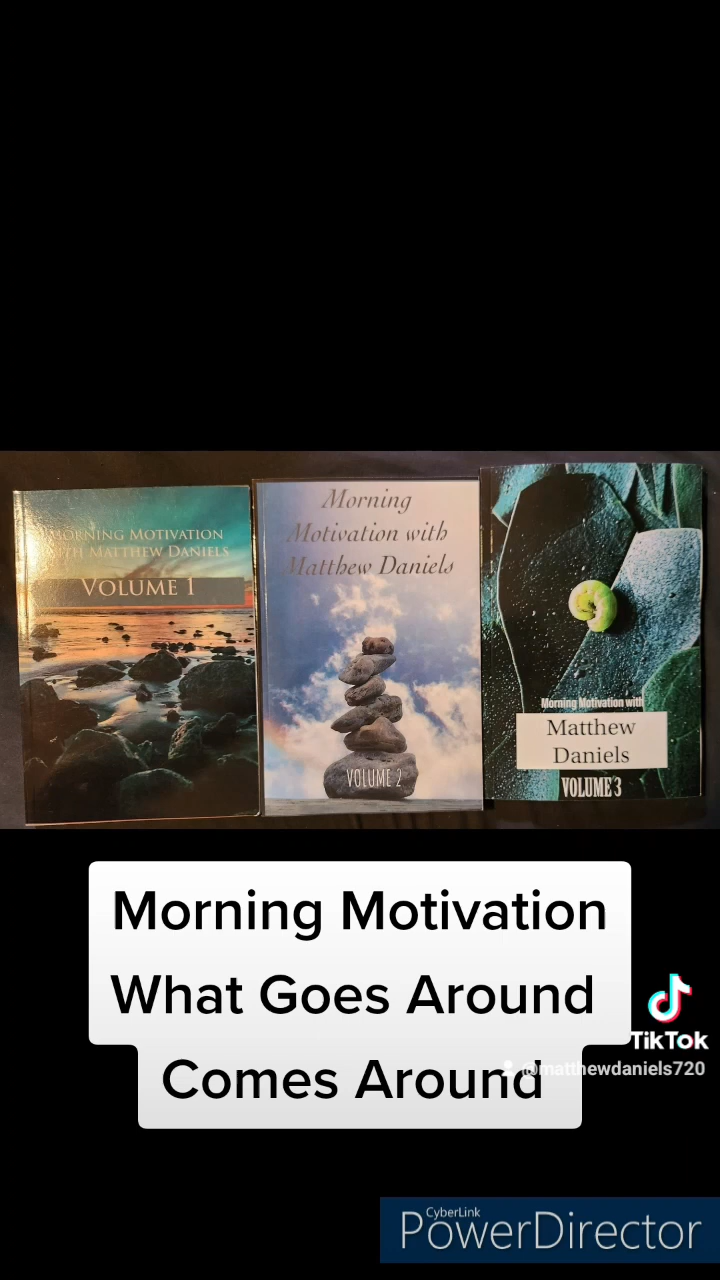 MORNING MOTIVATION
WITH MATTHEW DANIELS
VOLUME 1
Morning
Motivation with
Matthew Daniels
VOLUME 2
Morning Motivation with
Matthew
Daniels
VOLUME 3
Morning Motivation
What Goes Around
Comes Around
TikTok
@matthewdaniels720
CyberLink
PowerDirector